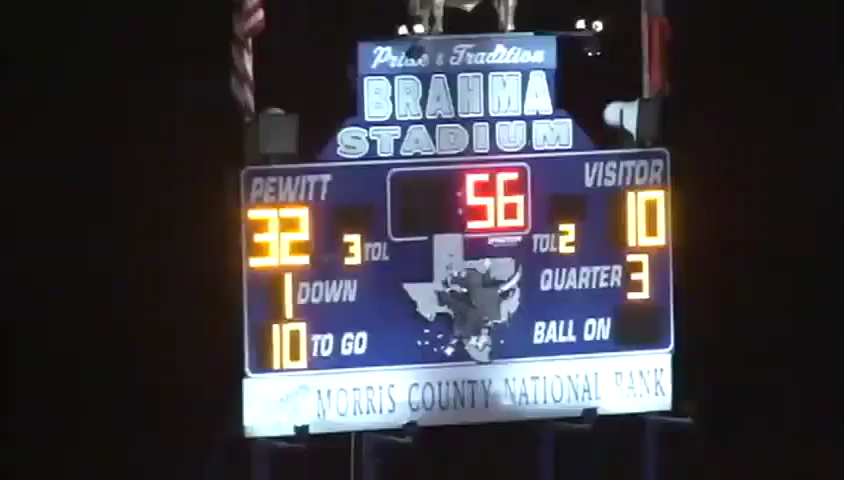 Pride & Tradition
BRAHMA
STADIUM
PEWITT 56 VISITOR
32 3 TOL TOL 2 10
1 DOWN QUARTER 3
10 TO GO BALL ON
MORRIS COUNTY NATIONAL BANK